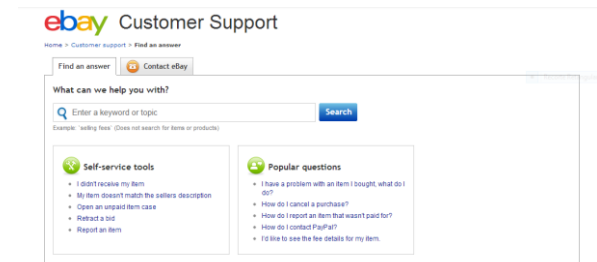 ebay Customer Support
Home > Customer support > Find an answer
Find an answer
Contact eBay
What can we help you with?
Enter a keyword or topic
Search
Example: "selling fees" (Does not search for items or products)
Self-service tools
I didn't receive my item
My item doesn't match the sellers description
Open an unpaid item case
Retract a bid
Report an item
Popular questions
I have a problem with an item I bought, what do I
do?
How do I cancel a purchase?
How do I report an item that wasn't paid for?
How do I contact PayPal?
I'd like to see the fee details for my item.